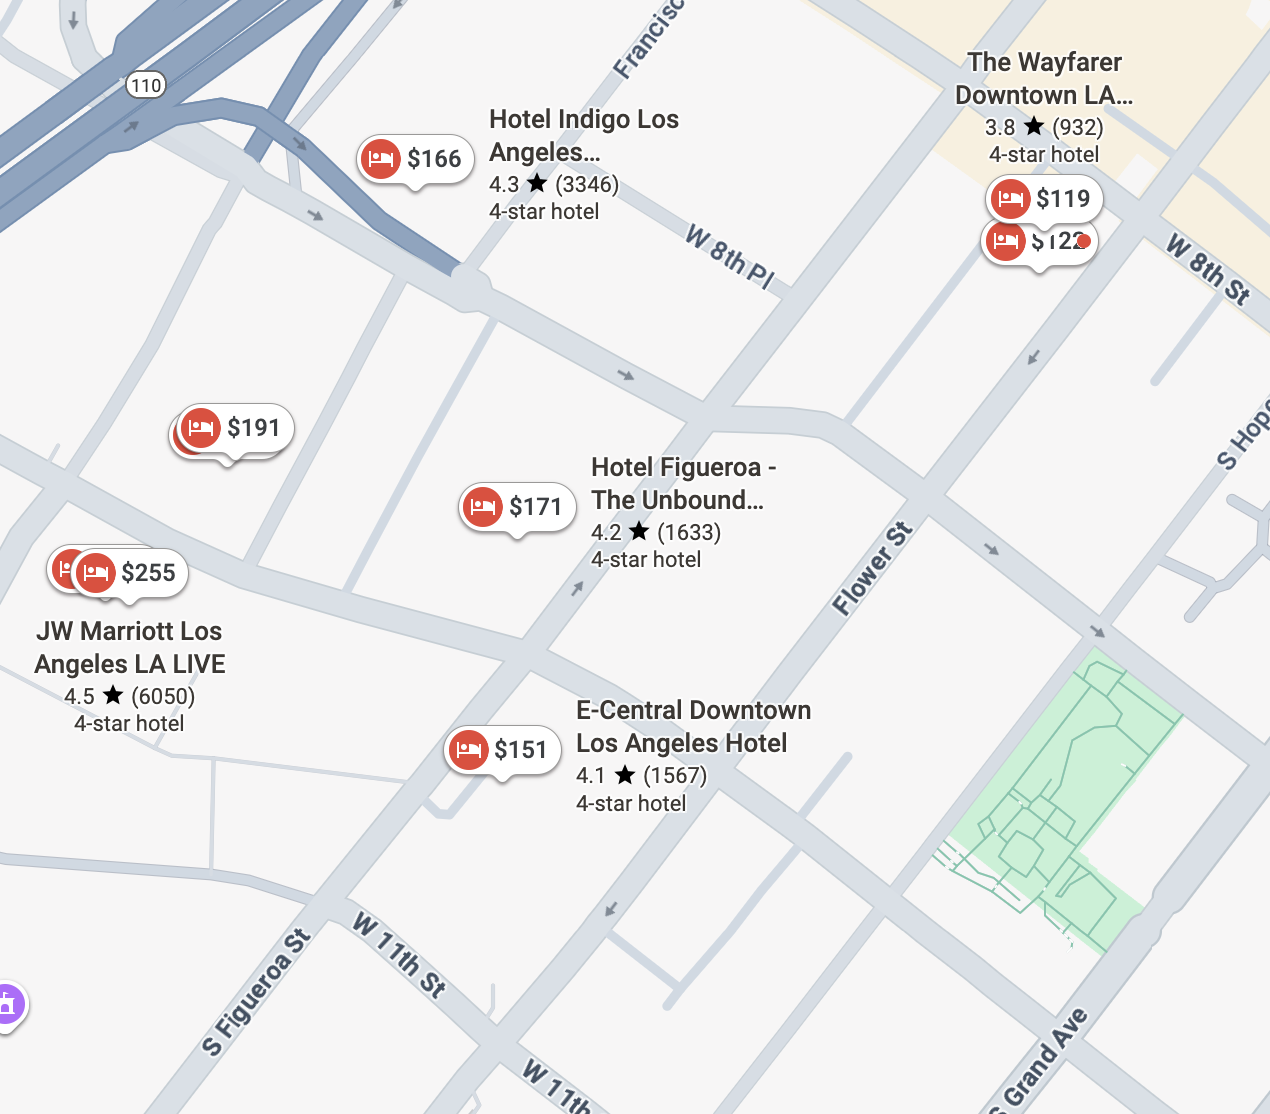 Francisc
The Wayfarer
Downtown LA...
3.8 ★ (932)
4-star hotel
110
Hotel Indigo Los
Angeles...
4.3 ★ (3346)
4-star hotel
$166
$119
$122
W 8th Pl
W 8th St
S Hope
$191
Hotel Figueroa -
The Unbound...
4.2 ★ (1633)
4-star hotel
$171
Flower St
$255
JW Marriott Los
Angeles LA LIVE
4.5 ★ (6050)
4-star hotel
E-Central Downtown
Los Angeles Hotel
4.1 ★ (1567)
4-star hotel
$151
W 11th St
S Figueroa St
W 11th
S Grand Ave